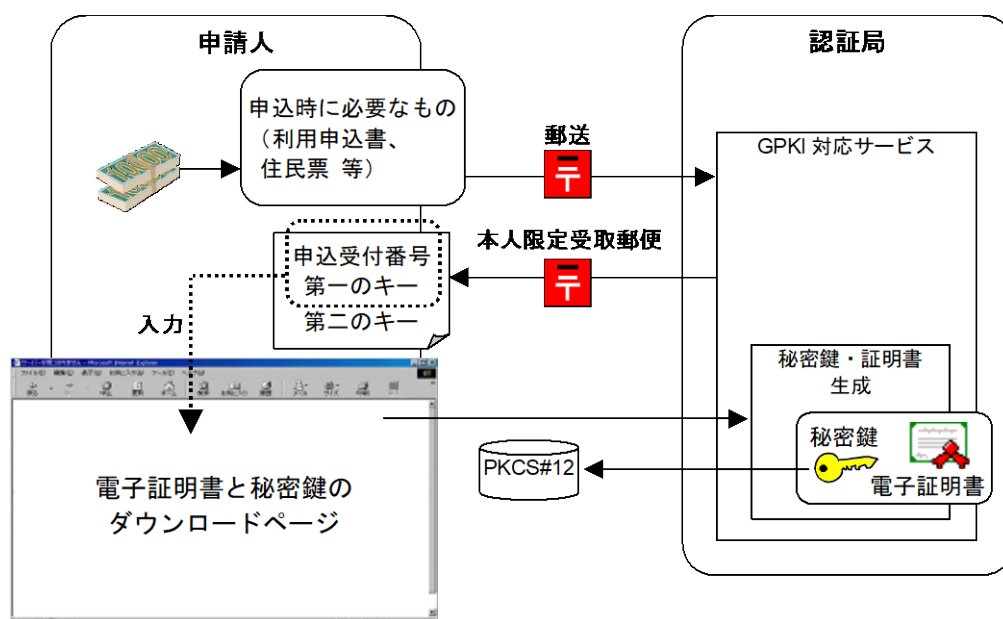 申請人
認証局
申込時に必要なもの
（利用申込書、
住民票 等）
郵送
GPKI 対応サービス
本人限定受取郵便
申込受付番号
第一のキー
第二のキー
入力
秘密鍵・証明書
生成
秘密鍵
電子証明書
PKCS#12
電子証明書と秘密鍵の
ダウンロードページ